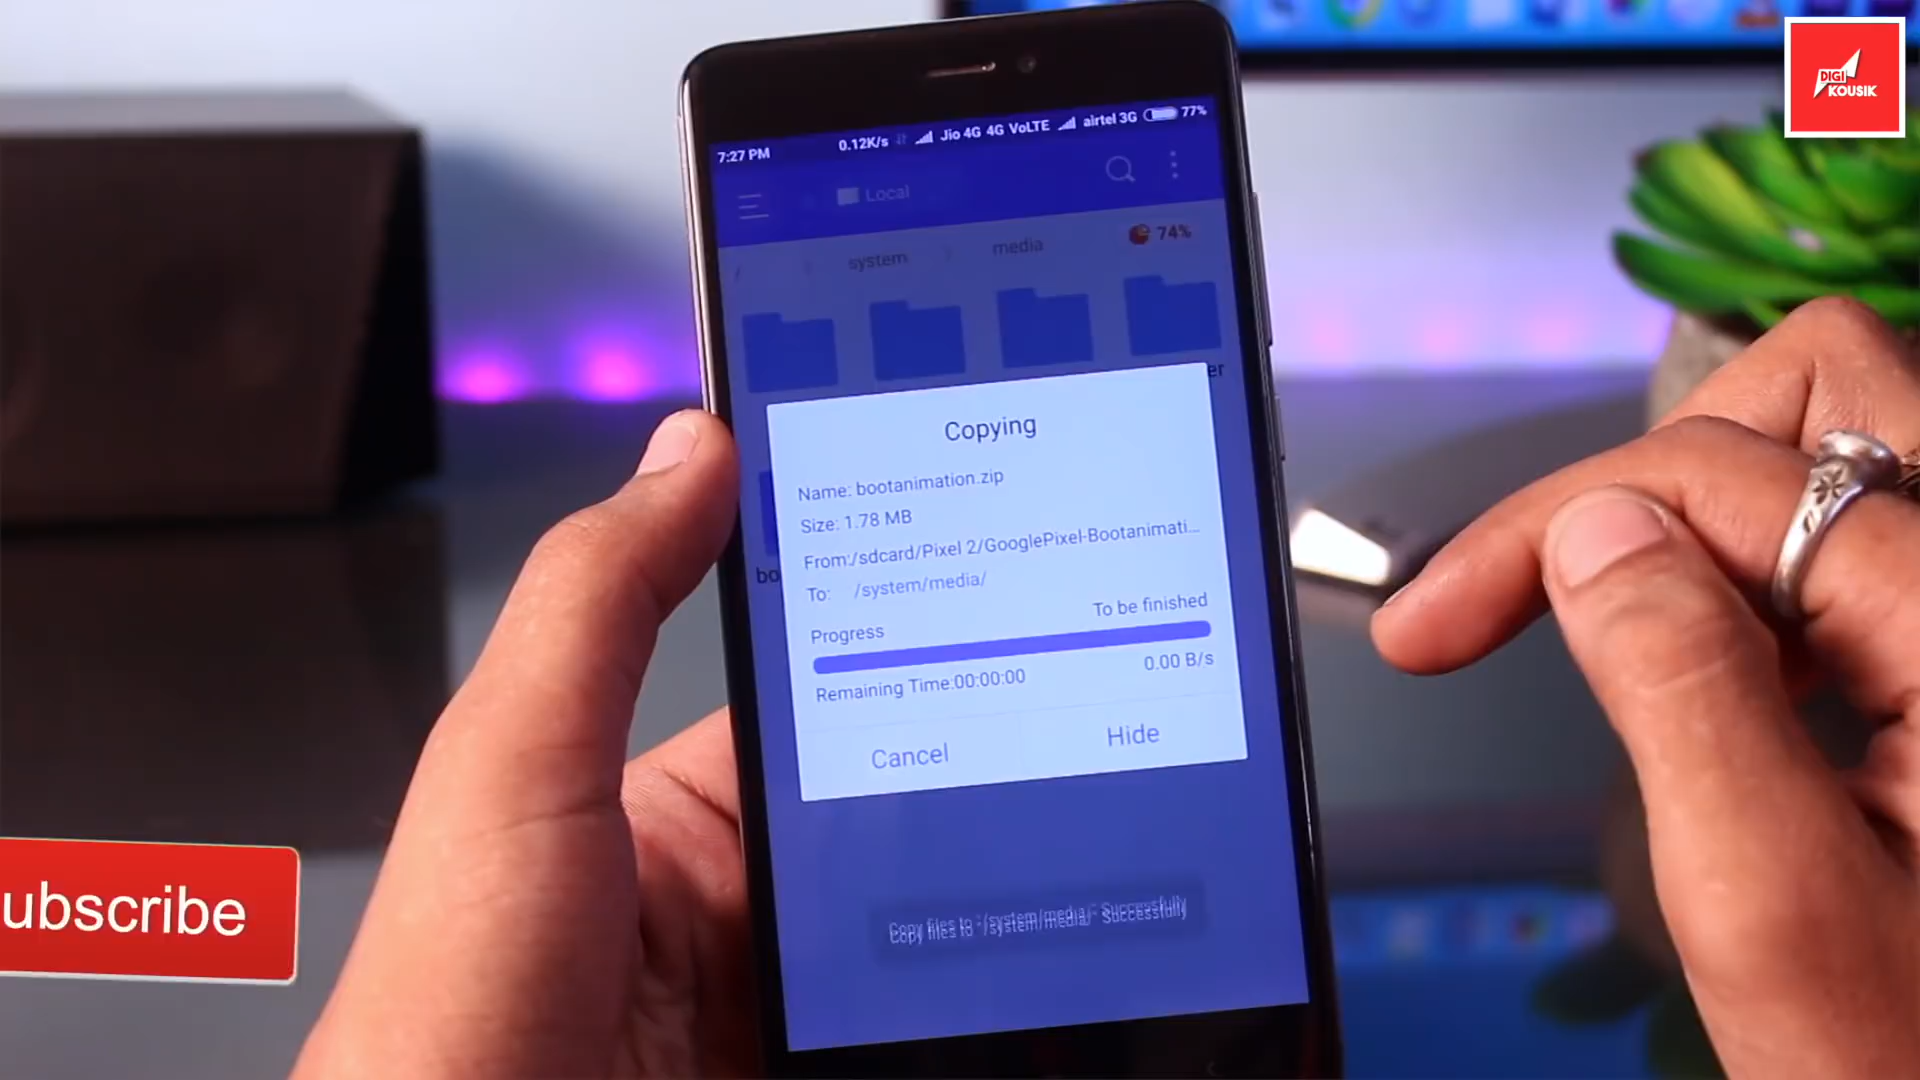 DIGI
KOUSIK
7:27 PM
0.12K/s
Jio 4G 4G VoLTE
airtel 3G
77%
Local
/
system
media
74%
er
Copying
Name: bootanimation.zip
Size: 1.78 MB
From:/sdcard/Pixel 2/GooglePixel-Bootanimati...
To: /system/media/
bo
To be finished
Progress
Remaining Time:00:00:00
0.00 B/s
Cancel
Hide
Copy files to "/system/media/" Successfully
ubscribe